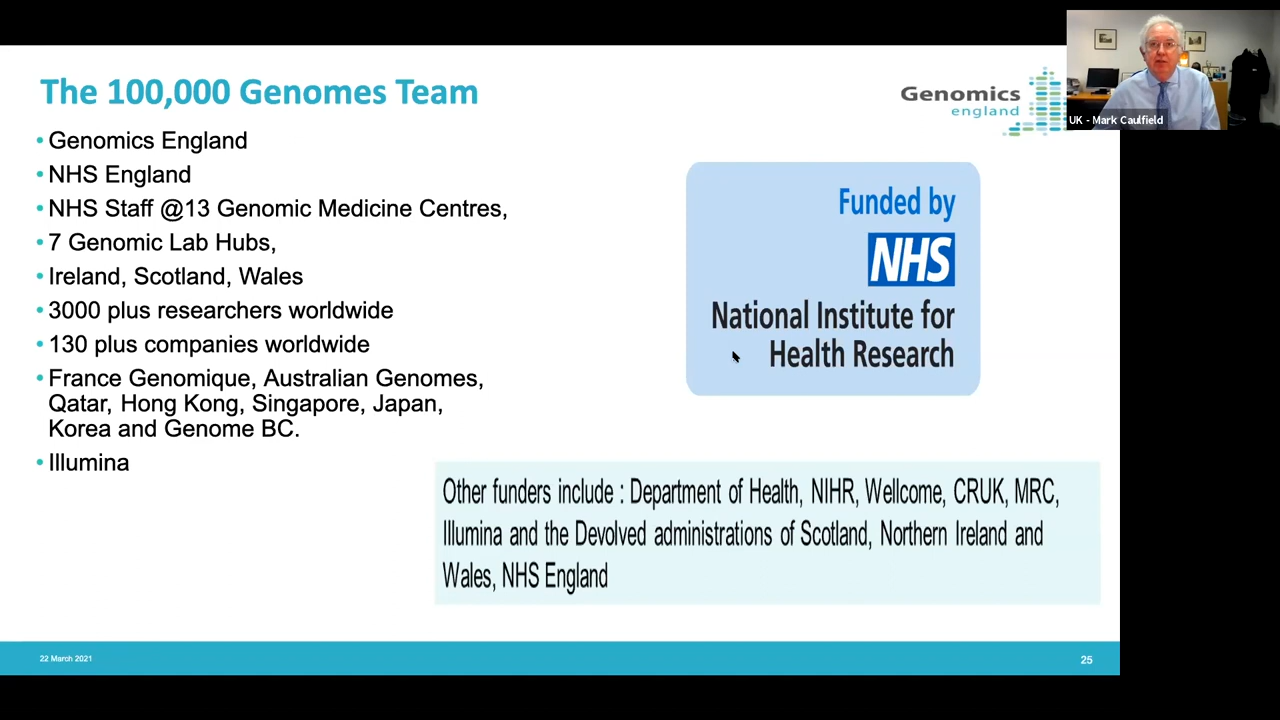 The 100,000 Genomes Team
Genomics
england
UK - Mark Caulfield
• Genomics England
• NHS England
• NHS Staff @13 Genomic Medicine Centres,
• 7 Genomic Lab Hubs,
• Ireland, Scotland, Wales
• 3000 plus researchers worldwide
• 130 plus companies worldwide
• France Genomique, Australian Genomes,
Qatar, Hong Kong, Singapore, Japan,
Korea and Genome BC.
• Illumina
Funded by
NHS
National Institute for
Health Research
Other funders include : Department of Health, NIHR, Wellcome, CRUK, MRC,
Illumina and the Devolved administrations of Scotland, Northern Ireland and
Wales, NHS England
22 March 2021
25